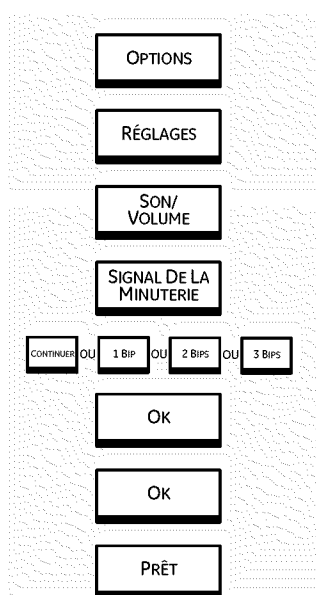 OPTIONS
RÉGLAGES
SON/
VOLUME
SIGNAL DE LA
MINUTERIE
CONTINUER OU 1 BIP OU 2 BIPS OU 3 BIPS
OK
OK
PRÊT